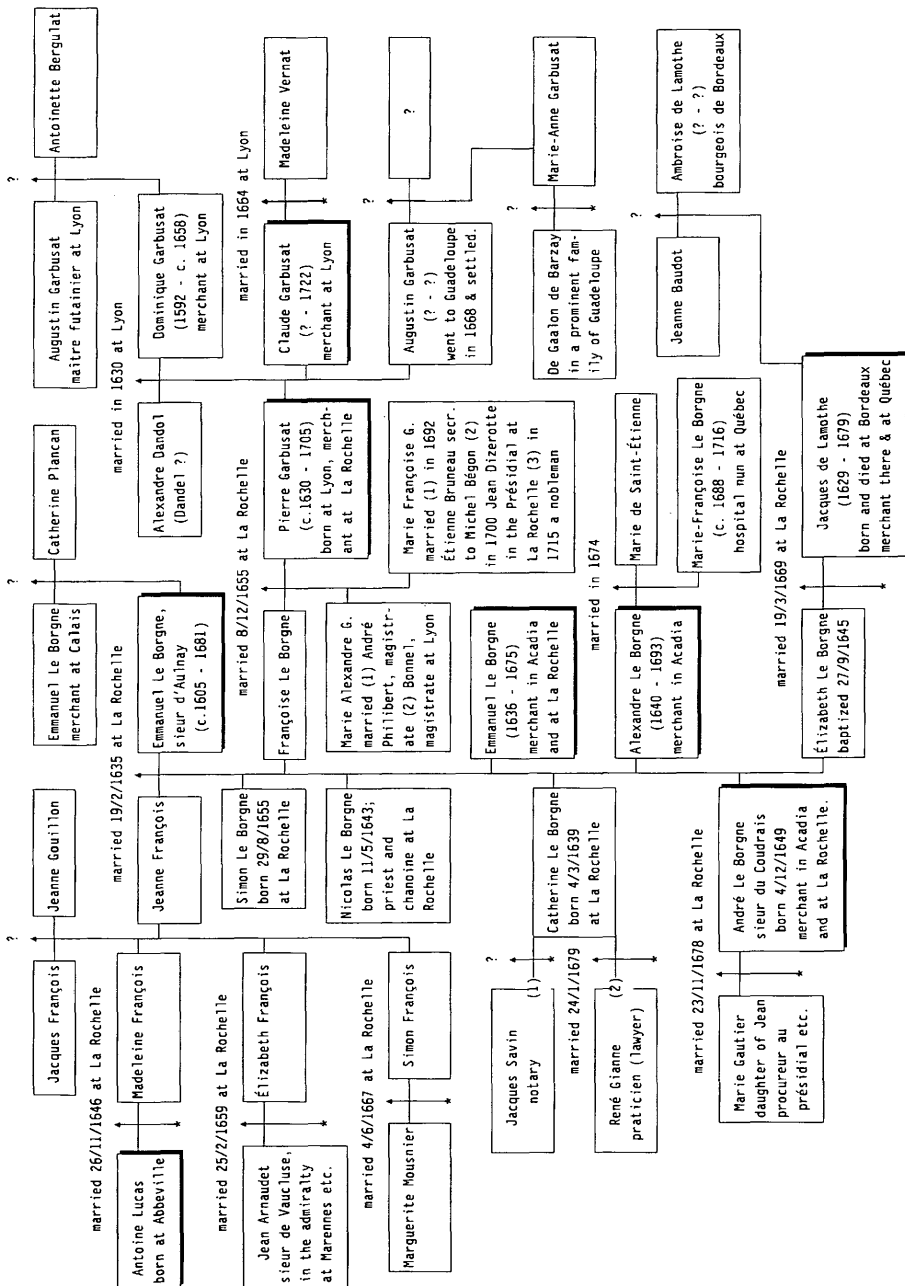 ?
Jacques François
Jeanne Gouillon
married 26/11/1646 at La Rochelle
Antoine Lucas
born at Abbeville
Madeleine François
married 25/2/1659 at La Rochelle
Jean Arnaudet
sieur de Vaucluse,
in the admiralty
at Marennes etc.
Élizabeth François
married 4/6/1667 at La Rochelle
Marguerite Mousnier
Simon François
?
Emmanuel Le Borgne
merchant at Calais
Catherine Plancan
married 19/2/1635 at La Rochelle
Jeanne François
Emmanuel Le Borgne,
sieur d'Aulnay
(c.1605 - 1681)
Simon Le Borgne
born 29/8/1655
at La Rochelle
married 8/12/1655 at La Rochelle
Françoise Le Borgne
Pierre Garbusat
(c.1630 - 1705)
born at Lyon, merch-
ant at La Rochelle
Nicolas Le Borgne
born 11/5/1643;
priest and
chanoine at La
Rochelle
Marie Alexandre G.
married (1) André
Philibert, magistr-
ate (2) Bonnel,
magistrate at Lyon
Marie Françoise G.
married (1) in 1692
Étienne Bruneau secr.
to Michel Bégon (2)
in 1700 Jean Dizerotte
in the Présidial at
La Rochelle (3) in
1715 a nobleman
Emmanuel Le Borgne
(1636 - 1675)
merchant in Acadia
and at La Rochelle
?
Jacques Savin
notary
(1)
married 24/1/1679
René Gianne
praticien (lawyer)
(2)
Catherine Le Borgne
born 4/3/1639
at La Rochelle
married in 1674
Alexandre Le Borgne
(1640 - 1693)
merchant in Acadia
Marie de Saint-Étienne
Marie-Françoise Le Borgne
(c. 1688 - 1716)
hospital nun at Québec
married 23/11/1678 at La Rochelle
Marie Gautier
daughter of Jean
procureur au
présidial etc.
André Le Borgne
sieur du Coudrais
born 4/12/1649
merchant in Acadia
and at La Rochelle.
married 19/3/1669 at La Rochelle
Élizabeth Le Borgne
baptized 27/9/1645
Jacques de Lamothe
(1629 - 1679)
born and died at Bordeaux
merchant there & at Québec
?
Augustin Garbusat
maître futainier at Lyon
Antoinette Bergulat
married in 1630 at Lyon
Alexandre Dandol
(Dandel ?)
Dominique Garbusat
(1592 - c. 1658)
merchant at Lyon
married in 1664 at Lyon
Claude Garbusat
(? - 1722)
merchant at Lyon
Madeleine Vernat
?
Augustin Garbusat
(? - ?)
went to Guadeloupe
in 1668 & settled.
?
?
De Gaalon de Barzay
in a prominent fam-
ily of Guadeloupe
Marie-Anne Garbusat
?
Jeanne Baudot
Ambroise de Lamothe
(? - ?)
bourgeois de Bordeaux